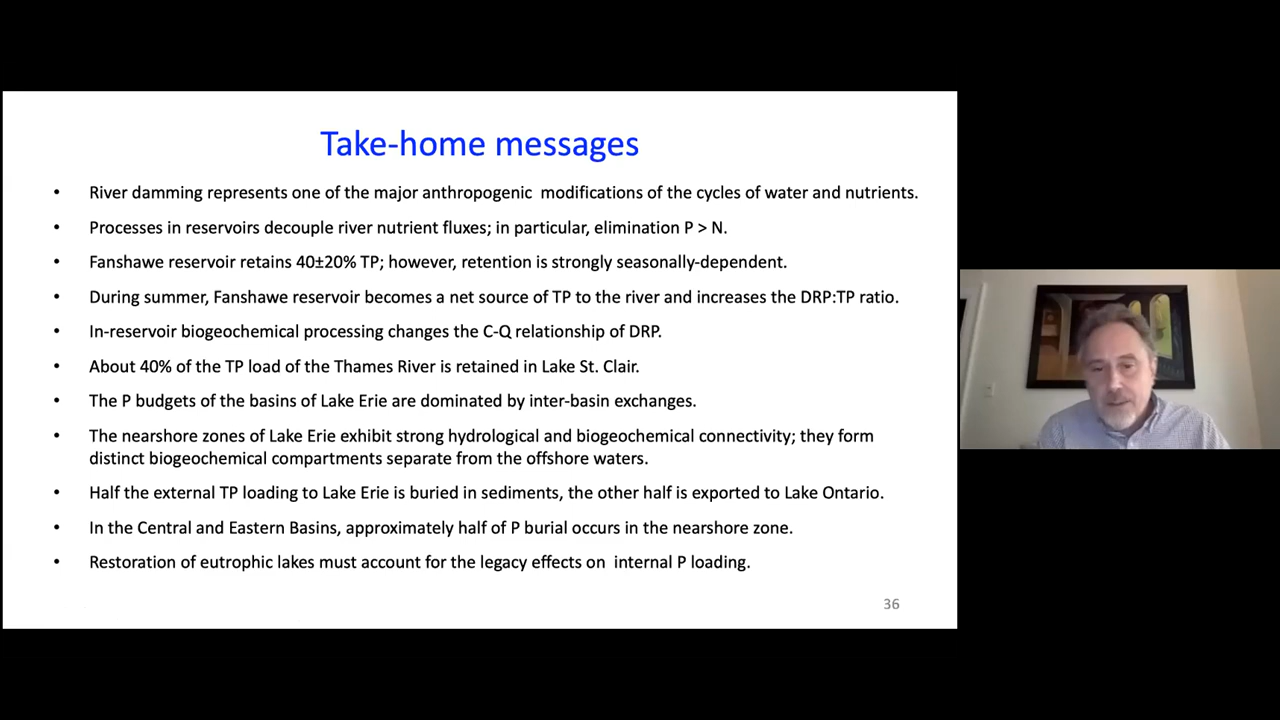 Take-home messages
• River damming represents one of the major anthropogenic  modifications of the cycles of water and nutrients.
• Processes in reservoirs decouple river nutrient fluxes; in particular, elimination P > N.
• Fanshawe reservoir retains 40±20% TP; however, retention is strongly seasonally-dependent.
• During summer, Fanshawe reservoir becomes a net source of TP to the river and increases the DRP:TP ratio.
• In-reservoir biogeochemical processing changes the C-Q relationship of DRP.
• About 40% of the TP load of the Thames River is retained in Lake St. Clair.
• The P budgets of the basins of Lake Erie are dominated by inter-basin exchanges.
• The nearshore zones of Lake Erie exhibit strong hydrological and biogeochemical connectivity; they form
distinct biogeochemical compartments separate from the offshore waters.
• Half the external TP loading to Lake Erie is buried in sediments, the other half is exported to Lake Ontario.
• In the Central and Eastern Basins, approximately half of P burial occurs in the nearshore zone.
• Restoration of eutrophic lakes must account for the legacy effects on  internal P loading.
36